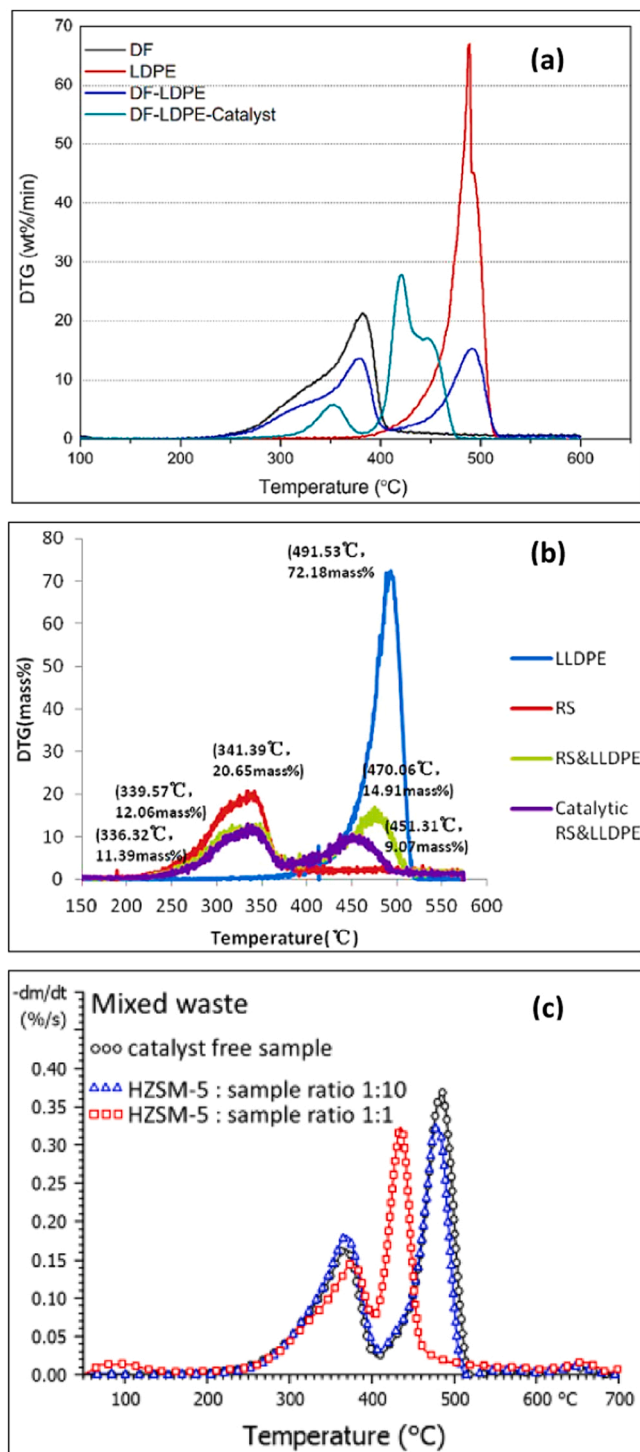 70
60
50
40
30
20
10
0
DTG (wt%/min)
DF
LDPE
DF-LDPE
DF-LDPE-Catalyst
(a)
100 200 300 400 500 600
Temperature (°C)
(b)
80
70
60
50
40
30
20
10
0
DTG(mass%)
(491.53℃,
72.18mass%)
(341.39℃,
20.65mass%)
(470.06℃,
14.91mass%)
(339.57℃,
12.06mass%)
(451.31℃,
9.07mass%)
(336.32℃,
11.39mass%)
LLDPE
RS
RS&LLDPE
Catalytic
RS&LLDPE
150 200 250 300 350 400 450 500 550 600
Temperature(℃)
-dm/dt
(%/s)
Mixed waste
(c)
catalyst free sample
HZSM-5 : sample ratio 1:10
HZSM-5 : sample ratio 1:1
0.40
0.35
0.30
0.25
0.20
0.15
0.10
0.05
0.00
100 200 300 400 500 600 °C 700
Temperature (°C)